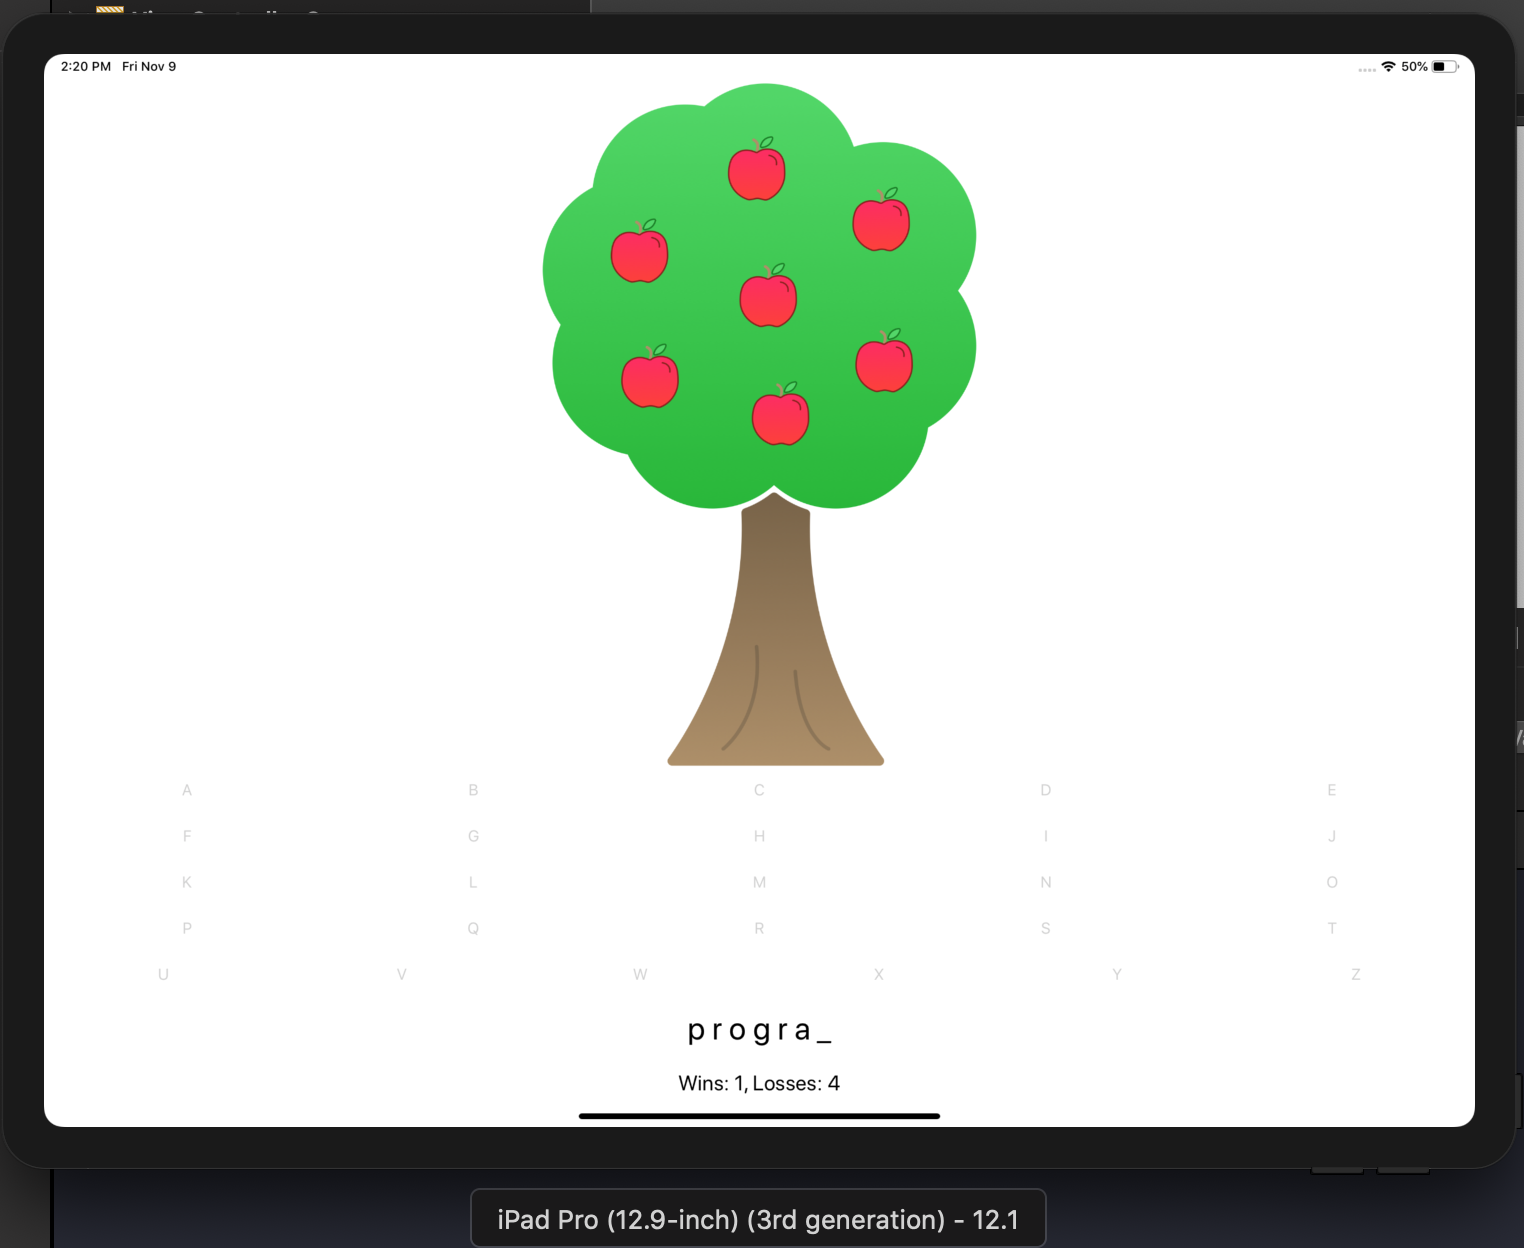 2:20 PM Fri Nov 9 50%
A B C D E
F G H I J
K L M N O
P Q R S T
U V W X Y Z
progra_
Wins: 1, Losses: 4
iPad Pro (12.9-inch) (3rd generation) - 12.1